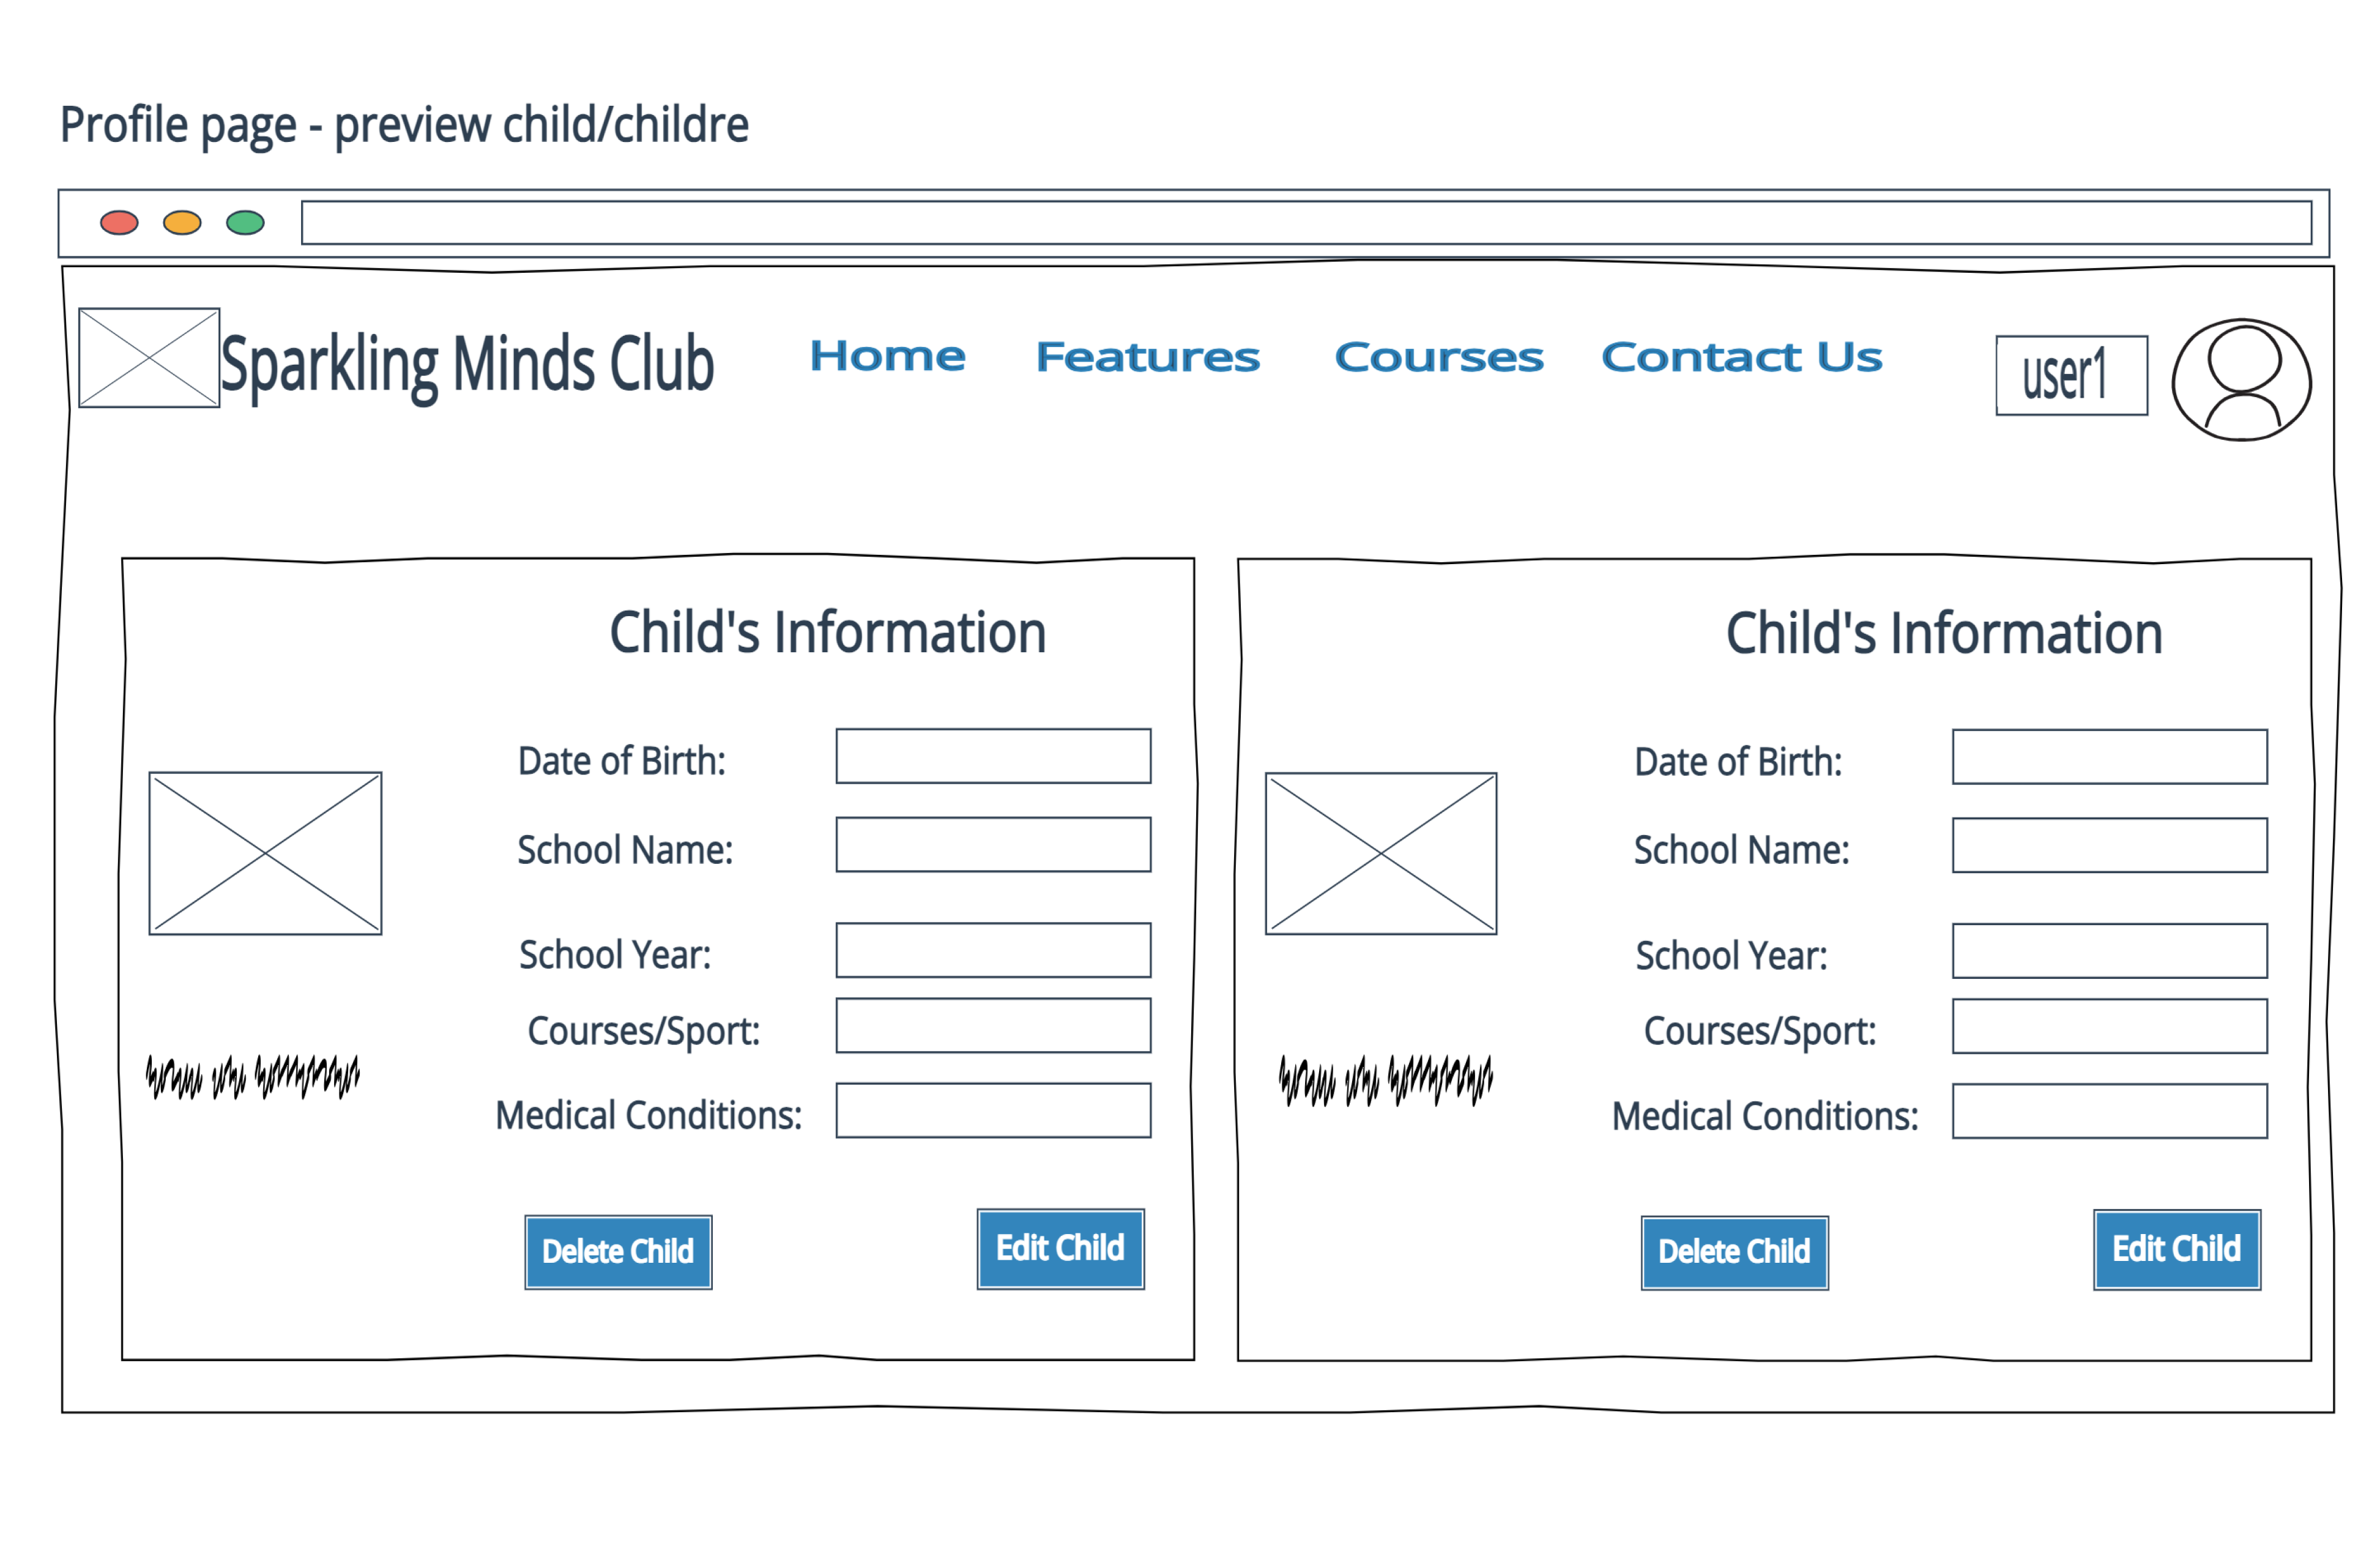 Profile page - preview child/childre
Sparkling Minds Club Home Features Courses Contact Us user1
Child's Information
Date of Birth:
School Name:
School Year:
Courses/Sport:
Medical Conditions:
Delete Child Edit Child
Child's Information
Date of Birth:
School Name:
School Year:
Courses/Sport:
Medical Conditions:
Delete Child Edit Child